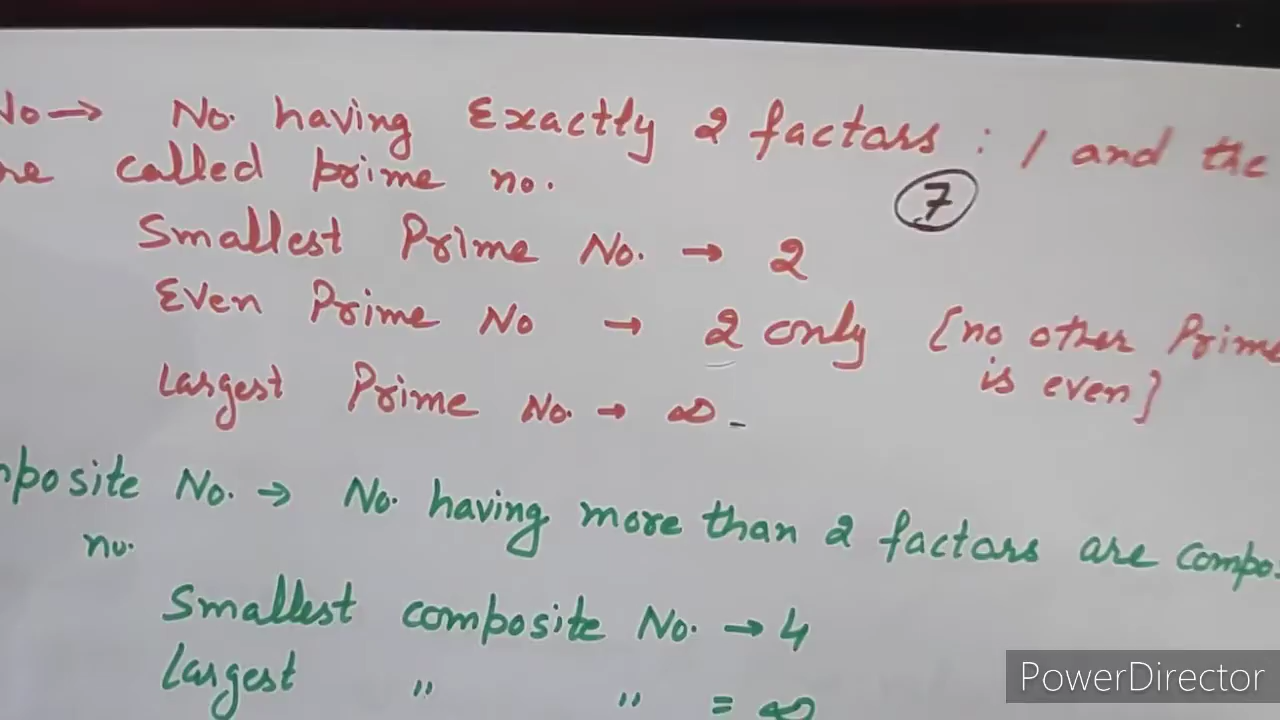 No → No. having Exactly 2 factors : 1 and the
called prime no.
7
Smallest Prime No. → 2
Even Prime No → 2 only [no other Prime
is even]
Largest Prime No. → ∞.
posite No. → No. having more than 2 factors are compo
no.
Smallest composite No. → 4
Largest " " = ∞
PowerDirector